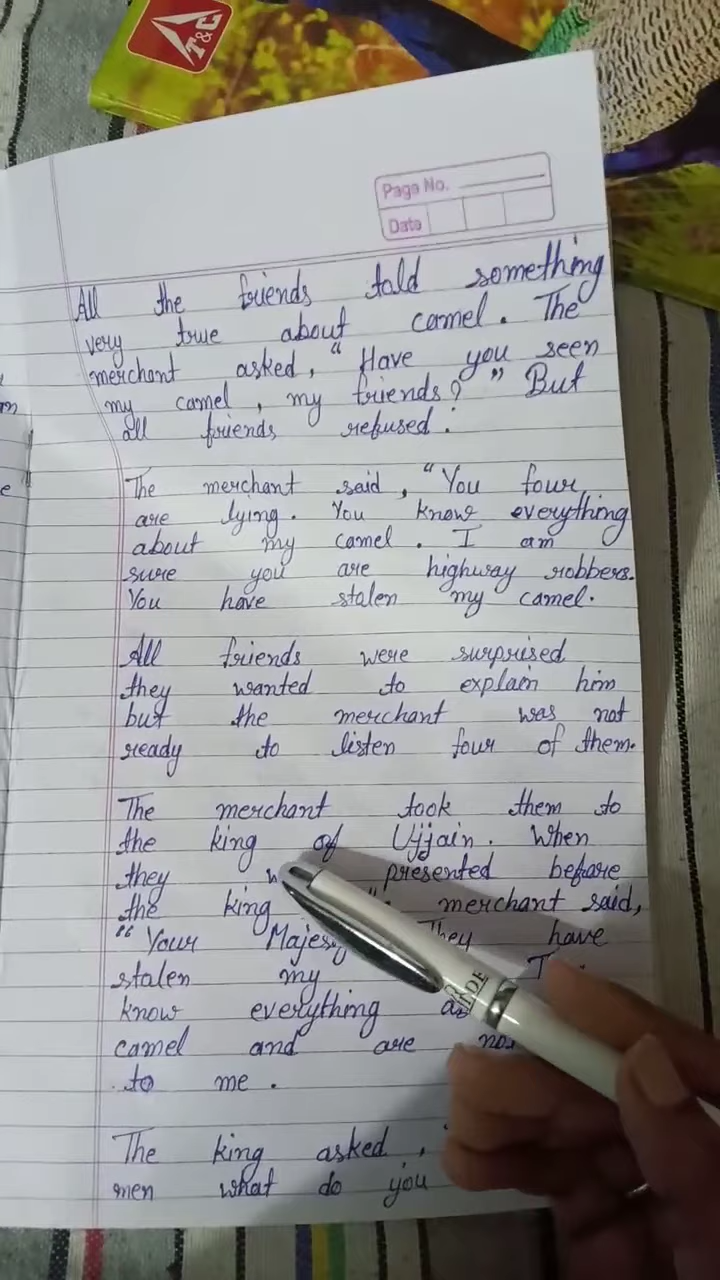 T&C
Page No.
Date
All the friends told something
very true about camel. The
merchant asked, "Have you seen
my camel, my friends?" But
all friends refused.
The merchant said, "You four
are lying. You know everything
about my camel. I am
sure you are highway robbers.
You have stalen my camel.
All friends were surprised
they wanted to explain him
but the merchant was not
ready to listen four of them.
The merchant took them to
the king of Ujjain. When
they presented before
the king merchant said,
"Your They have
stalen my
know everything
camel and are
to me.
The king asked,
men what do you